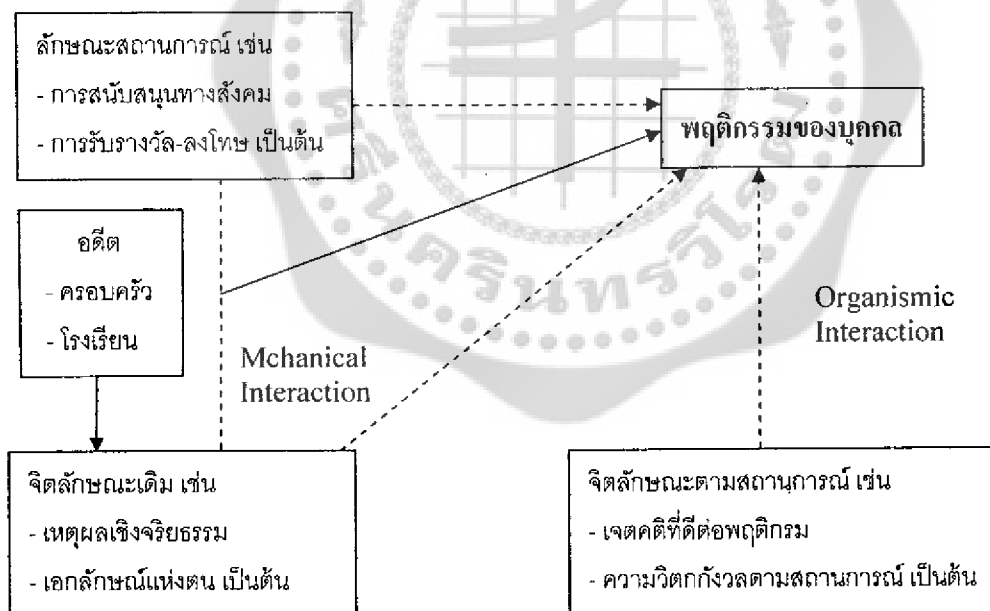 ลักษณะสถานการณ์ เช่น
- การสนับสนุนทางสังคม
- การรับรางวัล-ลงโทษ เป็นต้น
พฤติกรรมของบุคคล
อดีต
- ครอบครัว
- โรงเรียน
Mchanical
Interaction
Organismic
Interaction
จิตลักษณะเดิม เช่น
- เหตุผลเชิงจริยธรรม
- เอกลักษณ์แห่งตน เป็นต้น
จิตลักษณะตามสถานการณ์ เช่น
- เจตคติที่ดีต่อพฤติกรม
- ความวิตกกังวลตามสถานการณ์ เป็นต้น